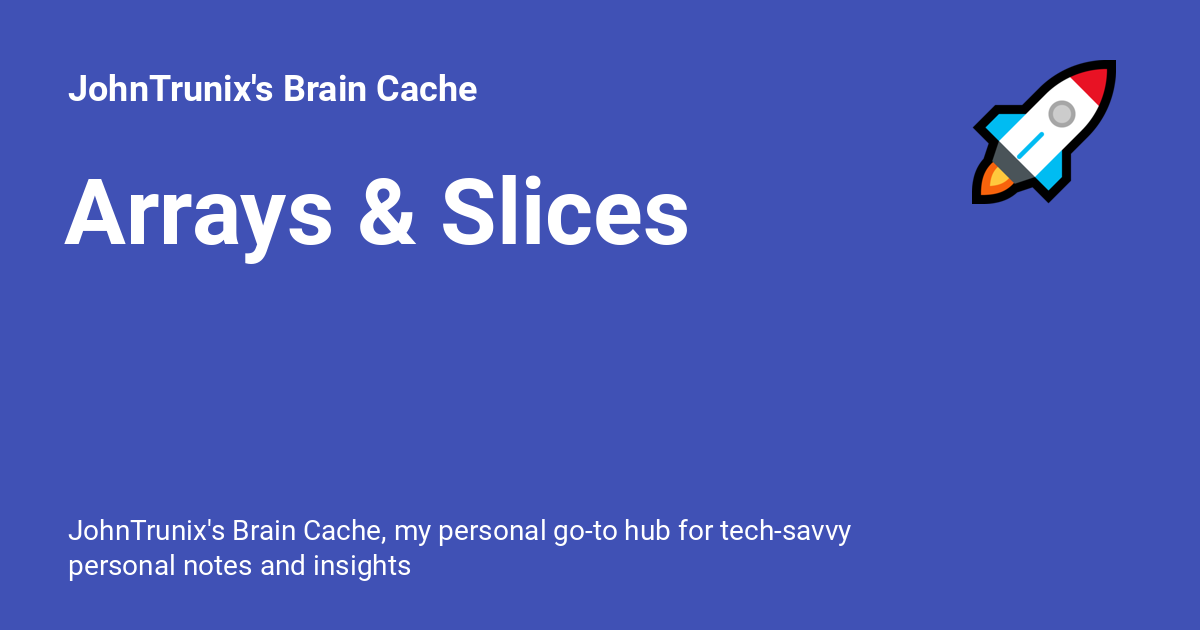 JohnTrunix's Brain Cache
Arrays & Slices
JohnTrunix's Brain Cache, my personal go-to hub for tech-savvy
personal notes and insights